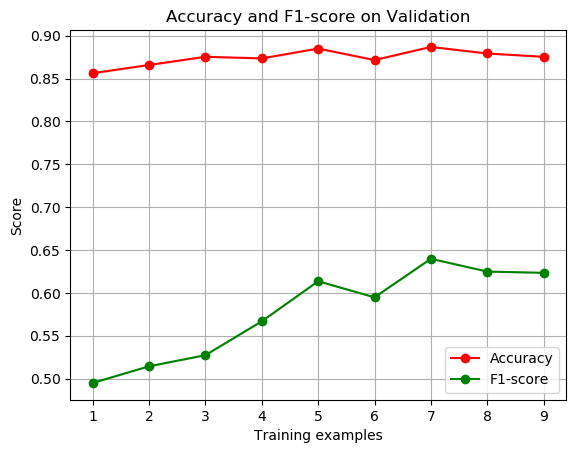 Accuracy and F1-score on Validation
0.90
0.85
0.80
0.75
0.70
0.65
0.60
0.55
0.50
Score
Accuracy
F1-score
1 2 3 4 5 6 7 8 9
Training examples